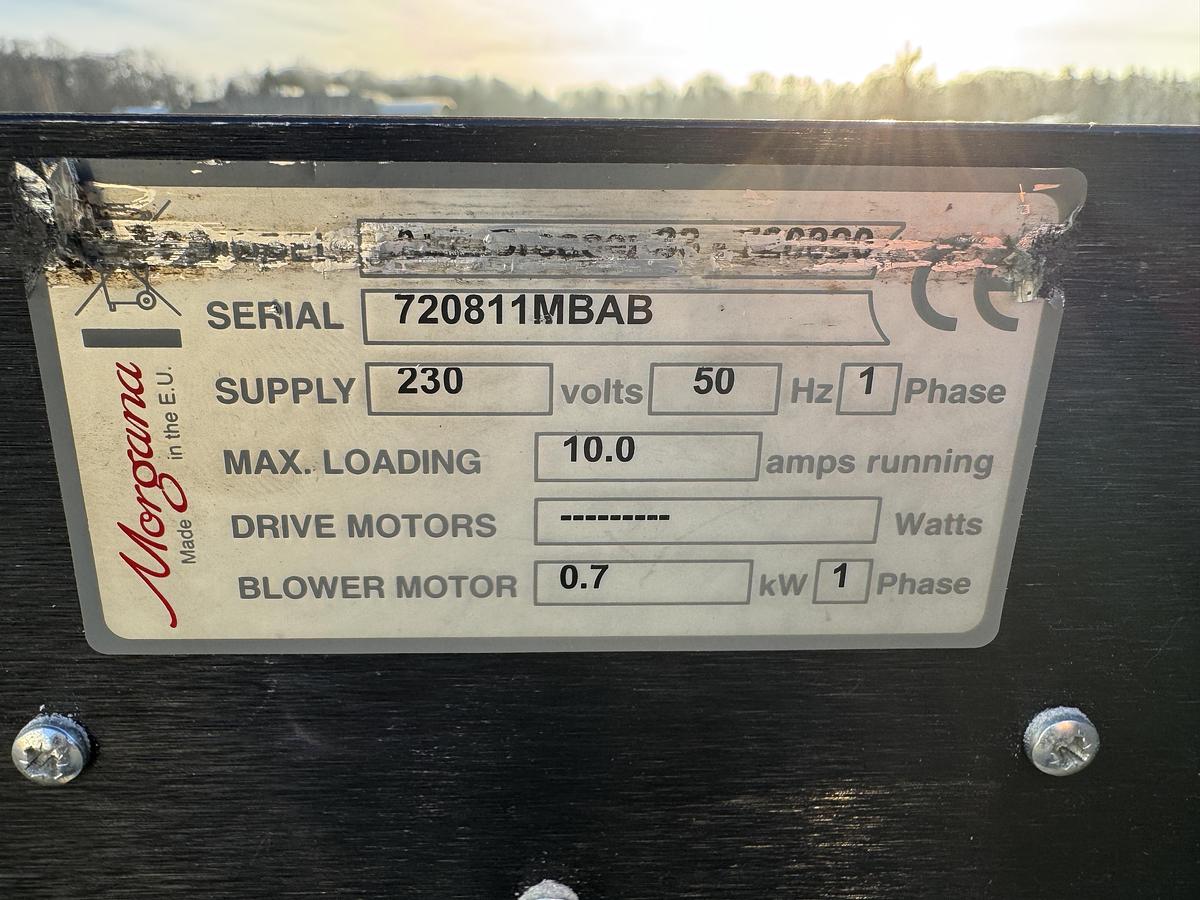 SERIAL 720811MBAB
SUPPLY 230 volts 50 Hz 1 Phase
MAX. LOADING 10.0 amps running
DRIVE MOTORS --------- Watts
BLOWER MOTOR 0.7 kW 1 Phase
CE
Morgana
Made in the E.U.